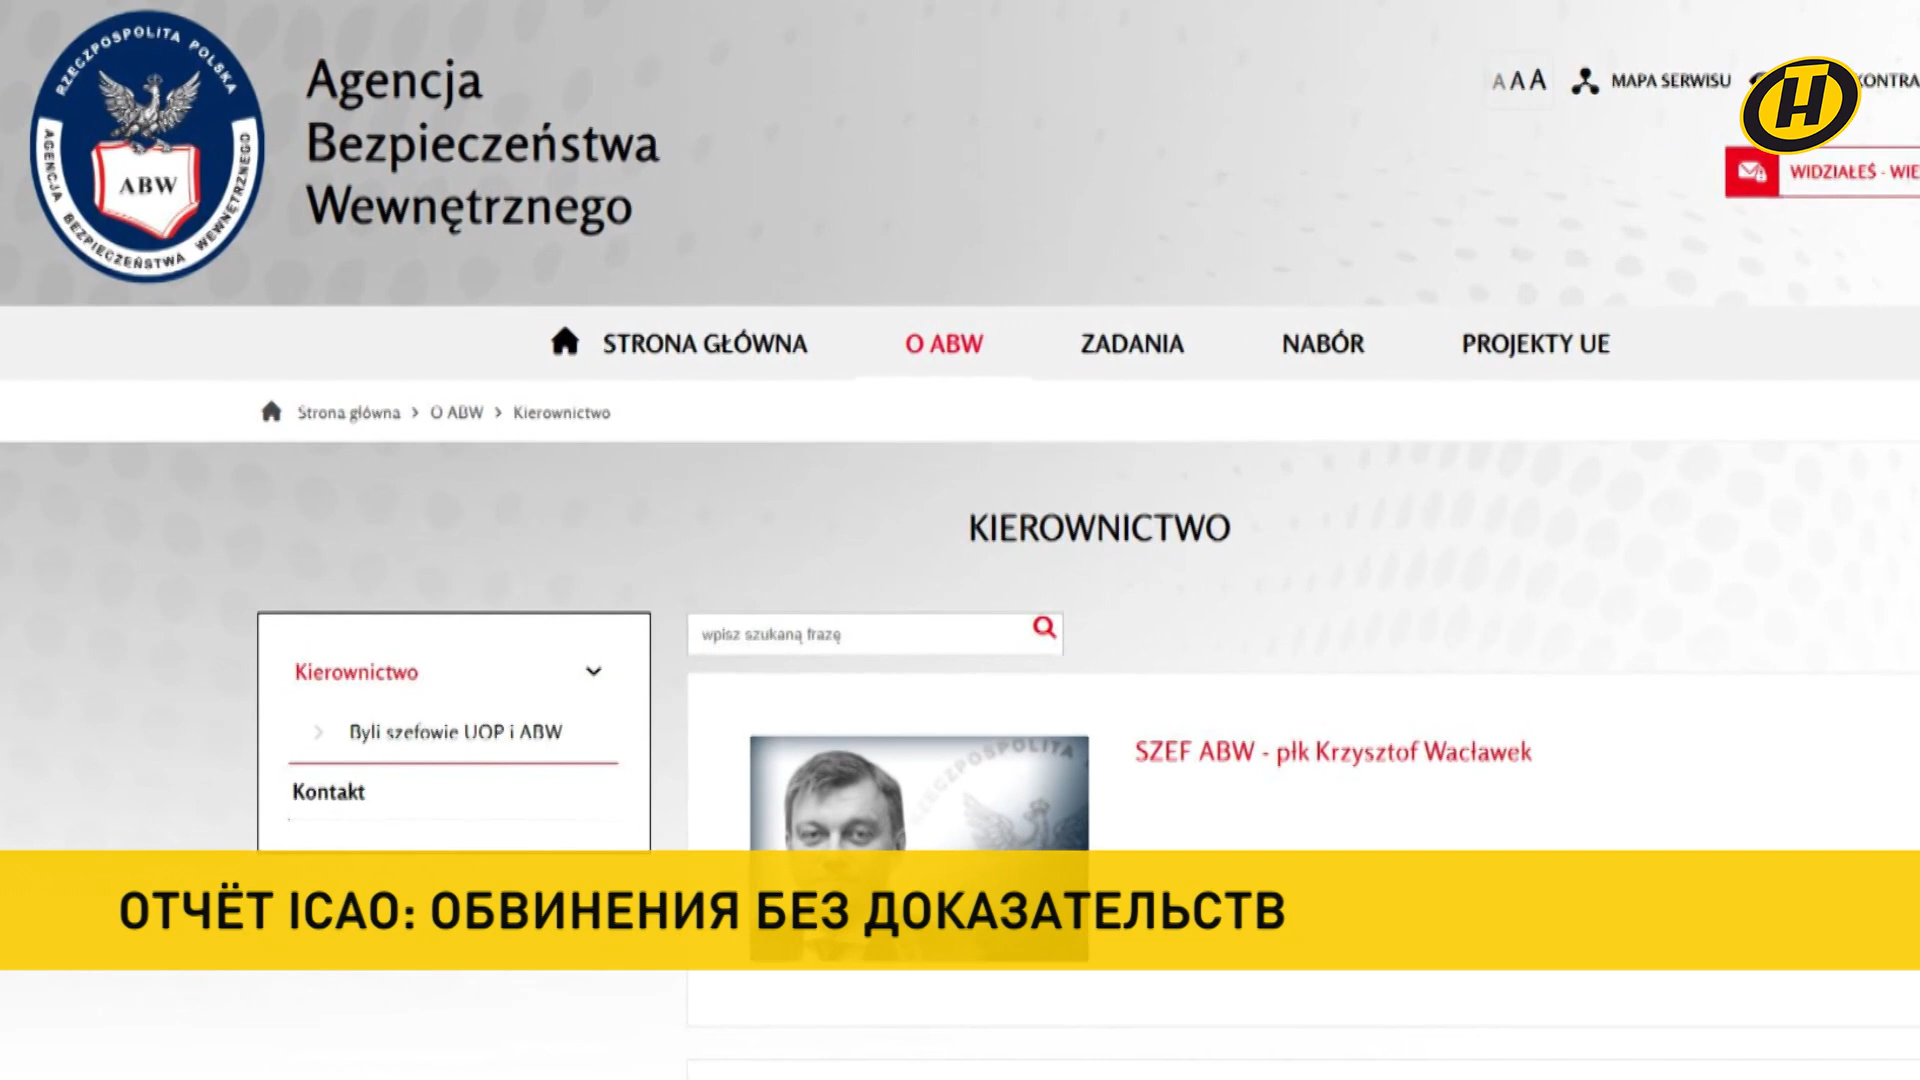 RZECZPOSPOLITA POLSKA
ABW
AGENCJA BEZPIECZEŃSTWA WEWNĘTRZNEGO
Agencja
Bezpieczeństwa
Wewnętrznego
A A A
MAPA SERWISU
KONTRA
WIDZIAŁEŚ - WIE
STRONA GŁÓWNA
O ABW
ZADANIA
NABÓR
PROJEKTY UE
Strona główna > O ABW > Kierownictwo
KIEROWNICTWO
wpisz szukaną frazę
Kierownictwo
Byli szefowie UOP i ABW
Kontakt
RZECZPOSPOLITA
SZEF ABW - płk Krzysztof Wacławek
ОТЧЁТ ICAO: ОБВИНЕНИЯ БЕЗ ДОКАЗАТЕЛЬСТВ